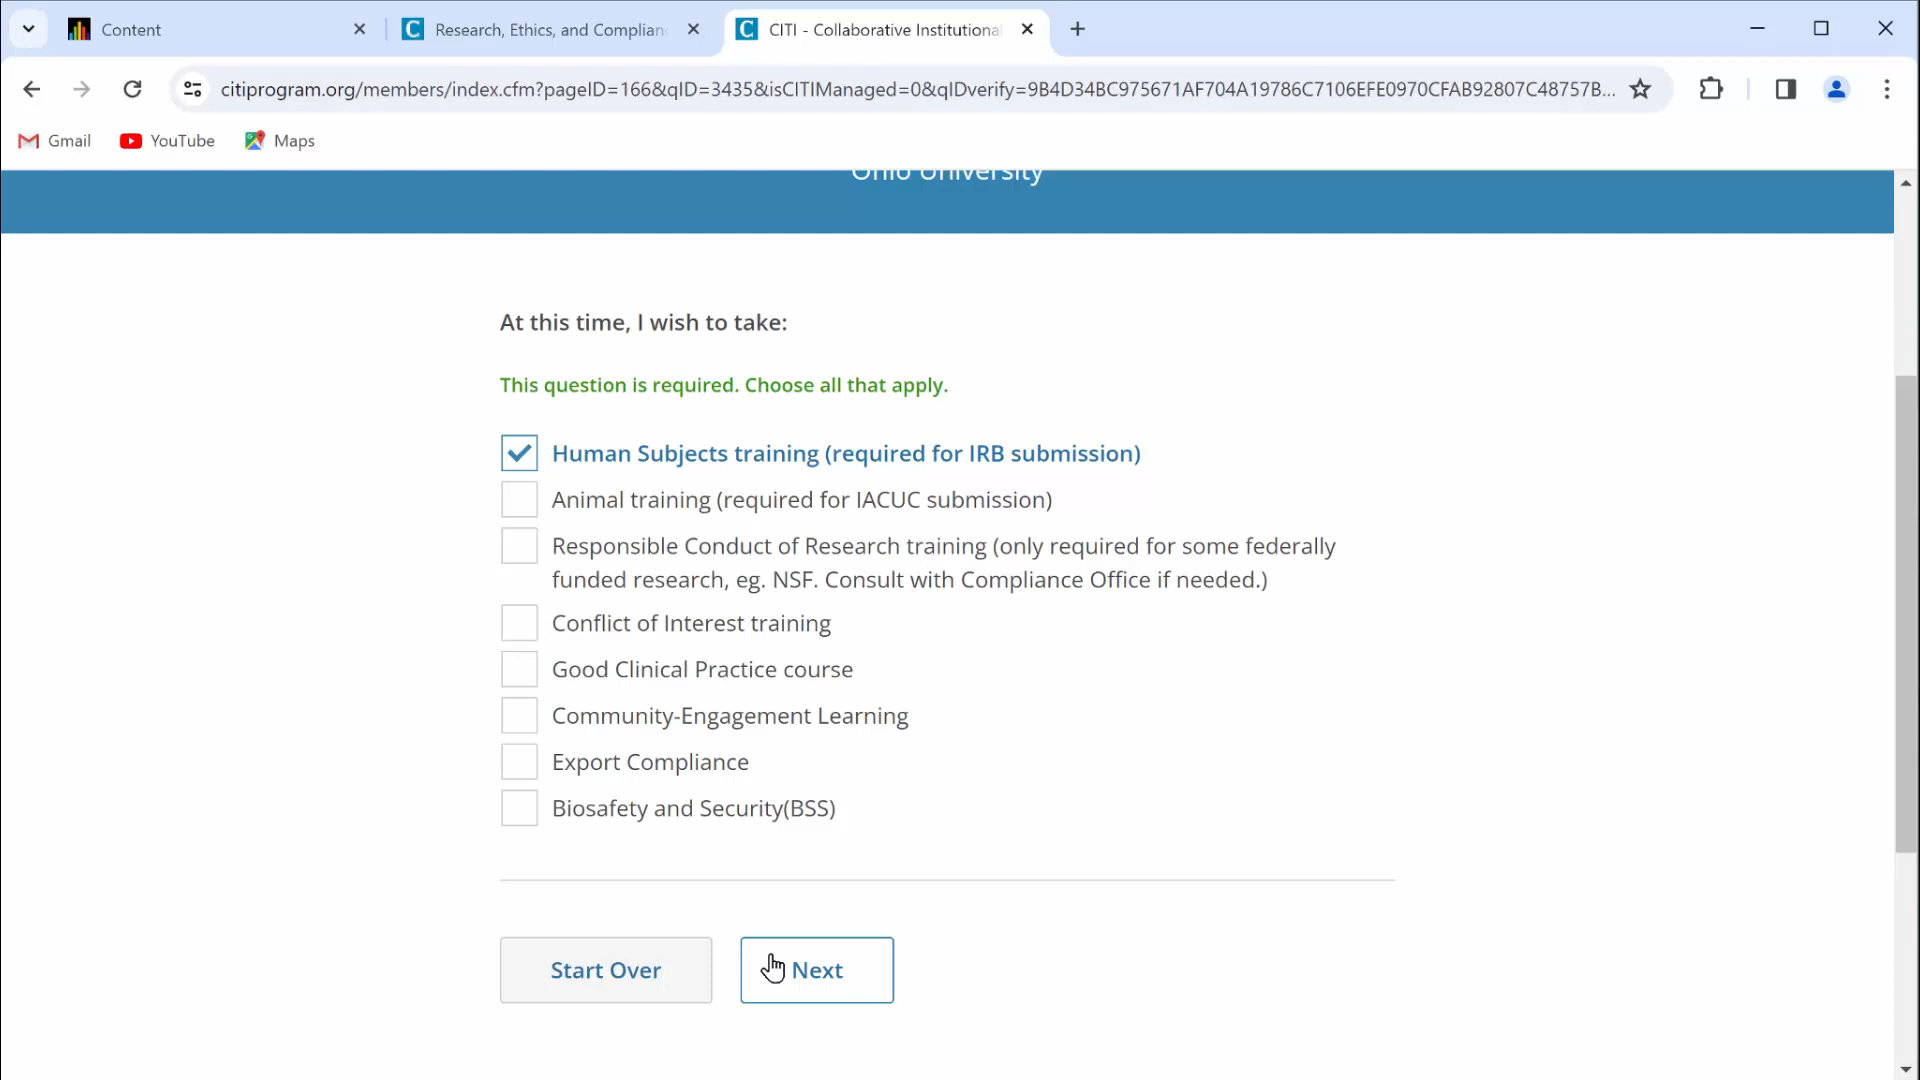 Content
Research, Ethics, and Complian
CITI - Collaborative Institutiona
citiprogram.org/members/index.cfm?pageID=166&qID=3435&isCITIManaged=0&qIDverify=9B4D34BC975671AF704A19786C7106EFE0970CFAB92807C48757B...
Gmail
YouTube
Maps
Ohio University
At this time, I wish to take:
This question is required. Choose all that apply.
Human Subjects training (required for IRB submission)
Animal training (required for IACUC submission)
Responsible Conduct of Research training (only required for some federally
funded research, eg. NSF. Consult with Compliance Office if needed.)
Conflict of Interest training
Good Clinical Practice course
Community-Engagement Learning
Export Compliance
Biosafety and Security(BSS)
Start Over
Next